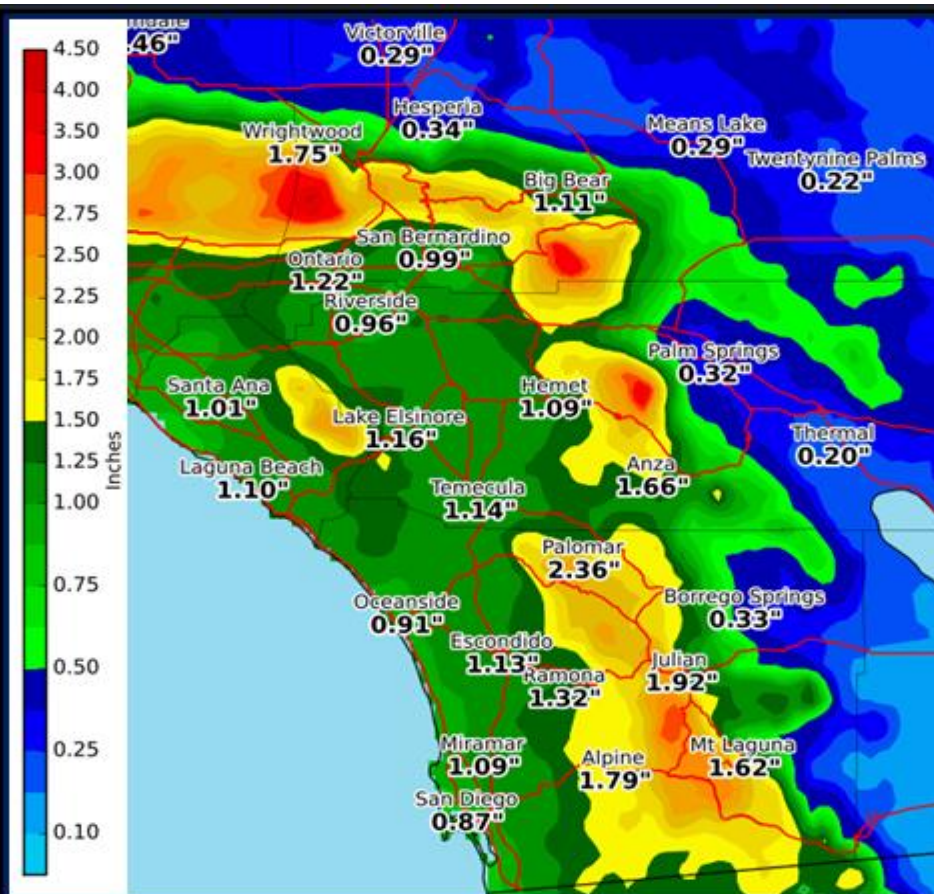 4.50
4.00
3.50
3.00
2.75
2.50
2.25
2.00
1.75
1.50
1.25
1.00
0.75
0.50
0.25
0.10
Inches
.46"
Victorville
0.29"
Hesperia
0.34"
Wrightwood
1.75"
Means Lake
0.29"
Twentynine Palms
0.22"
Big Bear
1.11"
San Bernardino
0.99"
Ontario
1.22"
Riverside
0.96"
Palm Springs
0.32"
Santa Ana
1.01"
Hemet
1.09"
Lake Elsinore
1.16"
Thermal
0.20"
Laguna Beach
1.10"
Anza
1.66"
Temecula
1.14"
Palomar
2.36"
Oceanside
0.91"
Borrego Springs
0.33"
Escondido
1.13"
Ramona
1.32"
Julian
1.92"
Miramar
1.09"
Alpine
1.79"
Mt Laguna
1.62"
San Diego
0.87"